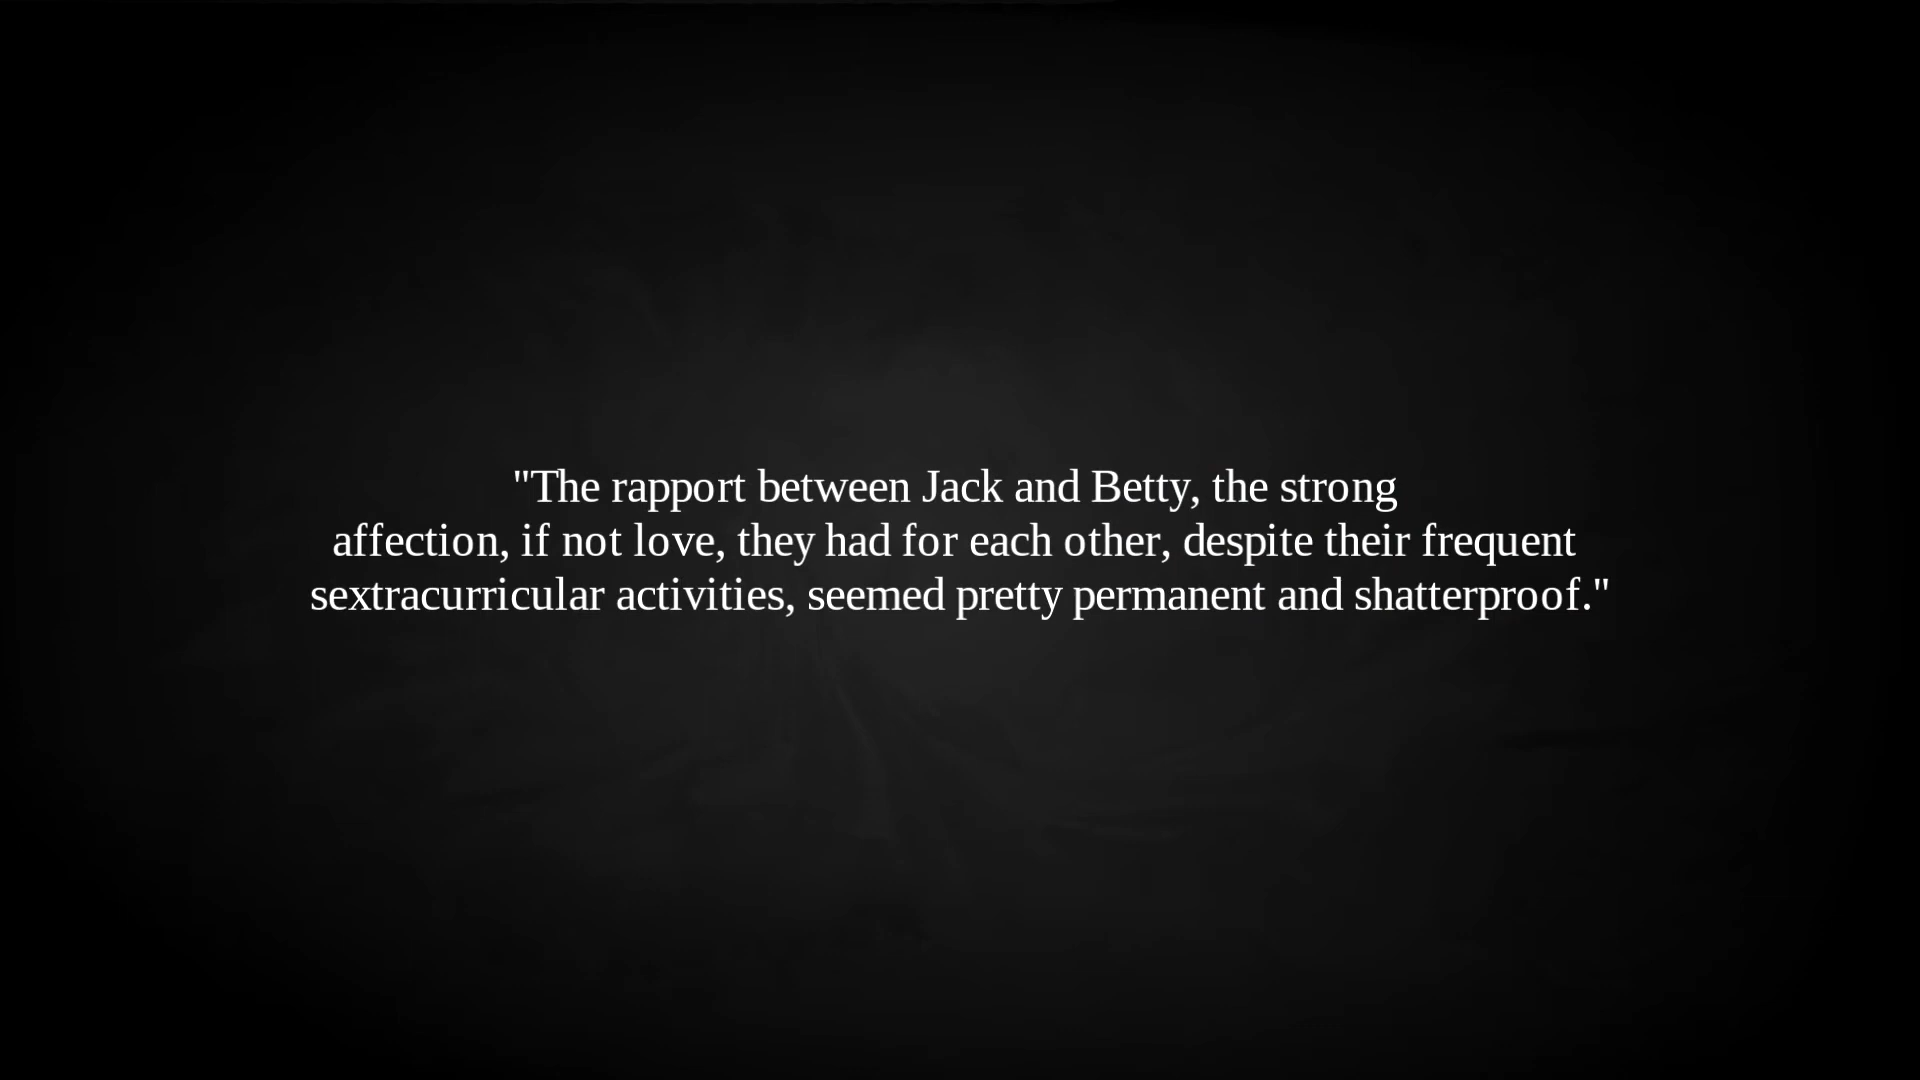 "The rapport between Jack and Betty, the strong
affection, if not love, they had for each other, despite their frequent
sextracurricular activities, seemed pretty permanent and shatterproof."